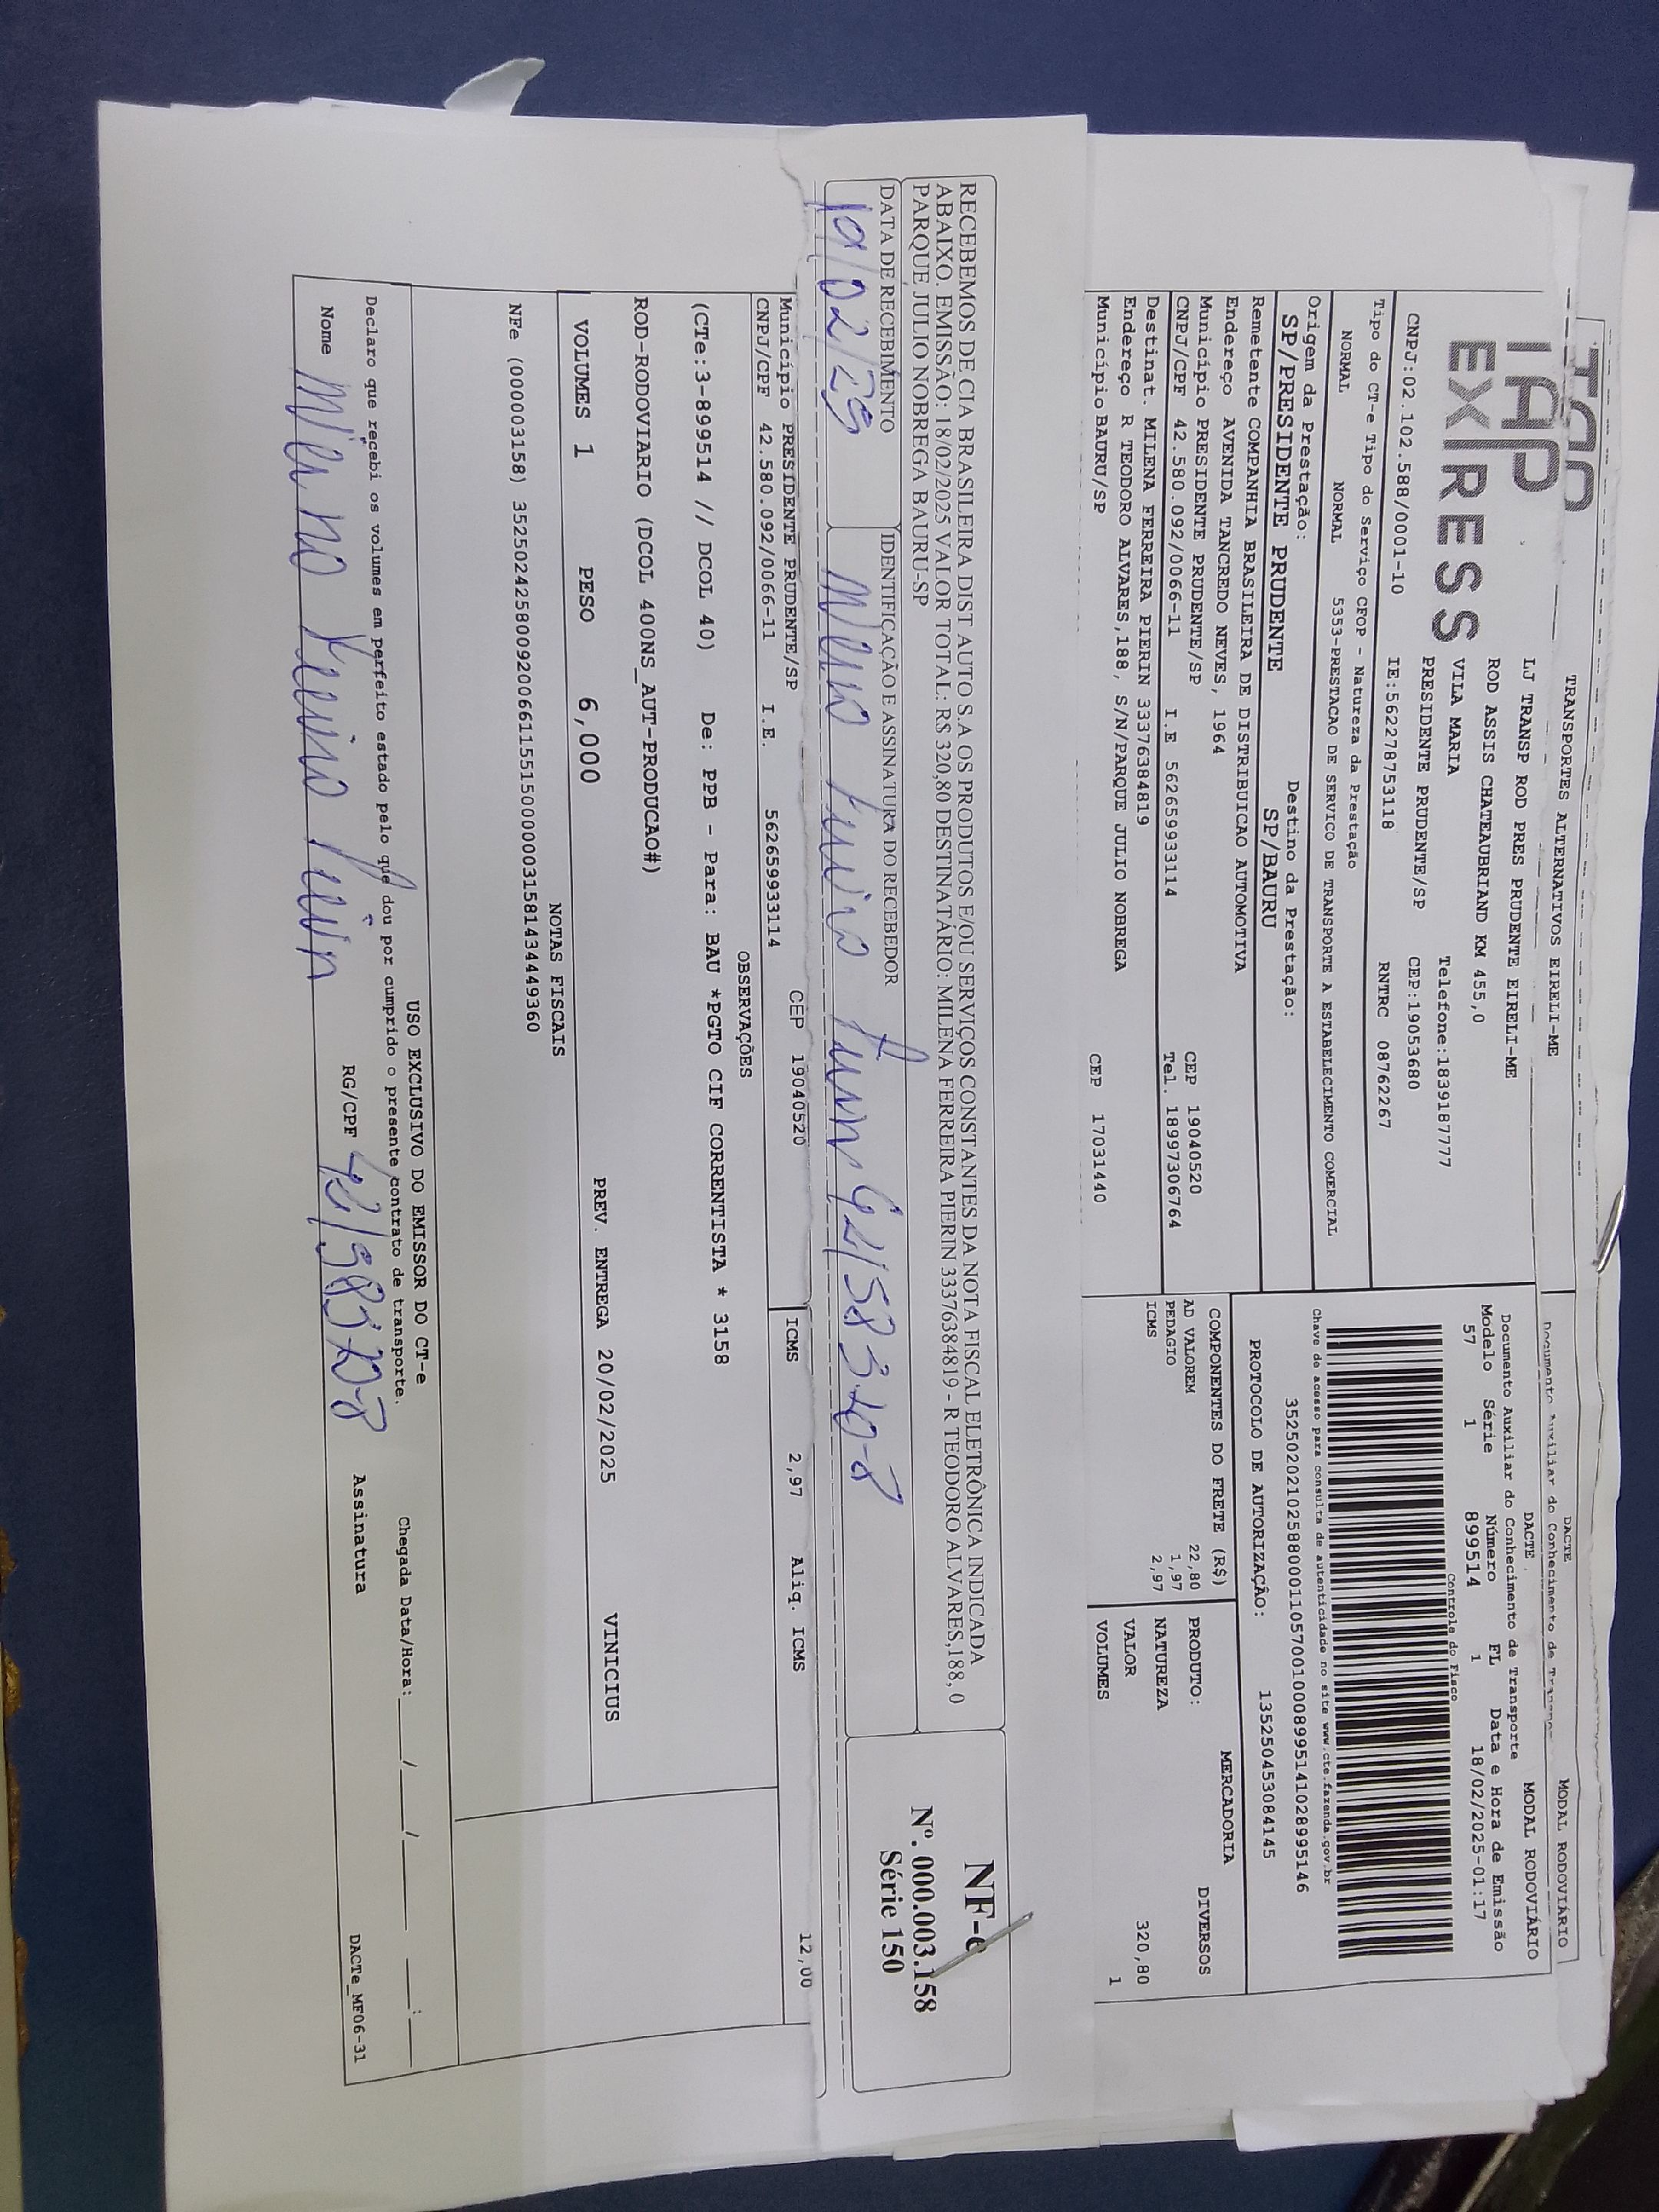 TAP
EXPRESS
TRANSPORTES ALTERNATIVOS EIRELI-ME
LJ TRANSP ROD PRES PRUDENTE EIRELI-ME
ROD ASSIS CHATEAUBRIAND KM 455,0
VILA MARIA Telefone:1839187777
PRESIDENTE PRUDENTE/SP CEP:19053680
CNPJ:02.102.588/0001-10 IE:562278753118 RNTRC 08762267
DACTE MODAL RODOVIÁRIO
Documento Auxiliar do Conhecimento de
DACTE MODAL RODOVIÁRIO
Documento Auxiliar do Conhecimento de Transporte
Modelo Série Número FL Data e Hora de Emissão
57 1 899514 1 18/02/2025-01:17
Controle do Fisco
Tipo do CT-e Tipo do Serviço CFOP - Natureza da Prestação
NORMAL NORMAL 5353-PRESTACAO DE SERVICO DE TRANSPORTE A ESTABELECIMENTO COMERCIAL
Chave de acesso para consulta de autenticidade no site www.cte.fazenda.gov.br
35250202102588000110570010008995141028995146
Origem da Prestação: Destino da Prestação:
SP/PRESIDENTE PRUDENTE SP/BAURU
PROTOCOLO DE AUTORIZAÇÃO: 135250453084145
Remetente COMPANHIA BRASILEIRA DE DISTRIBUICAO AUTOMOTIVA
Endereço AVENIDA TANCREDO NEVES, 1964
Município PRESIDENTE PRUDENTE/SP CEP 19040520
CNPJ/CPF 42.580.092/0066-11 I.E 562659933114 Tel. 18997306764
Destinat. MILENA FERREIRA PIERIN 33376384819
Endereço R TEODORO ALVARES,188, S/N/PARQUE JULIO NOBREGA
Município BAURU/SP CEP 17031440
COMPONENTES DO FRETE (R$)
AD VALOREM 22,80
PEDAGIO 1,97
ICMS 2,97
MERCADORIA
PRODUTO: DIVERSOS
NATUREZA
VALOR 320,80
VOLUMES 1
RECEBEMOS DE CIA BRASILEIRA DIST AUTO S.A OS PRODUTOS E/OU SERVIÇOS CONSTANTES DA NOTA FISCAL ELETRÔNICA INDICADA
ABAIXO. EMISSÃO: 18/02/2025 VALOR TOTAL: R$ 320,80 DESTINATÁRIO: MILENA FERREIRA PIERIN 33376384819 - R TEODORO ALVARES,188, 0
PARQUE JULIO NOBREGA BAURU-SP
DATA DE RECEBIMENTO IDENTIFICAÇÃO E ASSINATURA DO RECEBEDOR
NF-e
Nº. 000.003.158
Série 150
Município PRESIDENTE PRUDENTE/SP CEP 19040520
CNPJ/CPF 42.580.092/0066-11 I.E. 562659933114
ICMS 2,97 Aliq. ICMS 12,00
OBSERVAÇÕES
(CTe:3-899514 // DCOL 40) De: PPB - Para: BAU *PGTO CIF CORRENTISTA * 3158
ROD-RODOVIARIO (DCOL 400NS_AUT-PRODUCAO#)
VOLUMES 1 PESO 6,000 PREV. ENTREGA 20/02/2025 VINICIUS
NOTAS FISCAIS
NFe (000003158) 35250242580092006611551500000031581434449360
USO EXCLUSIVO DO EMISSOR DO CT-e
Declaro que recebi os volumes em perfeito estado pelo que dou por cumprido o presente contrato de transporte.
Chegada Data/Hora: / / :
Nome RG/CPF Assinatura
DACTe_MF06-31